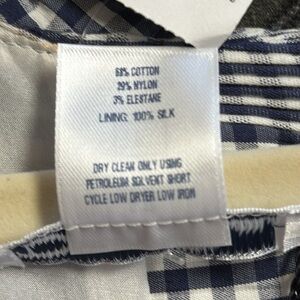 68% COTTON
29% NYLON
3% ELESTANE
LINING: 100% SILK
DRY CLEAN ONLY USING
PETROLEUM SOLVENT SHORT
CYCLE LOW DRYER LOW IRON